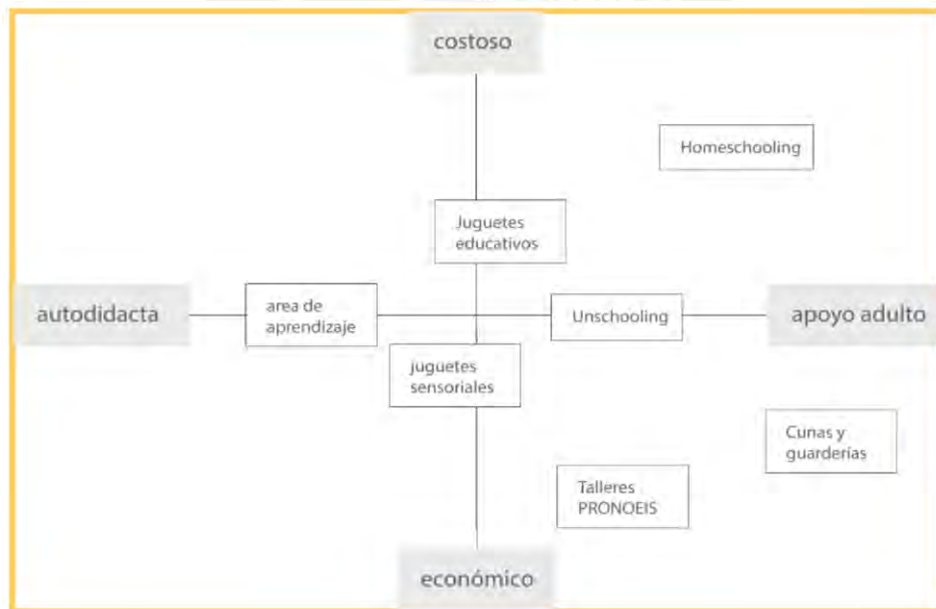 costoso
Homeschooling
Juguetes
educativos
autodidacta
area de
aprendizaje
Unschooling
apoyo adulto
juguetes
sensoriales
Cunas y
guarderías
Talleres
PRONOEIS
económico